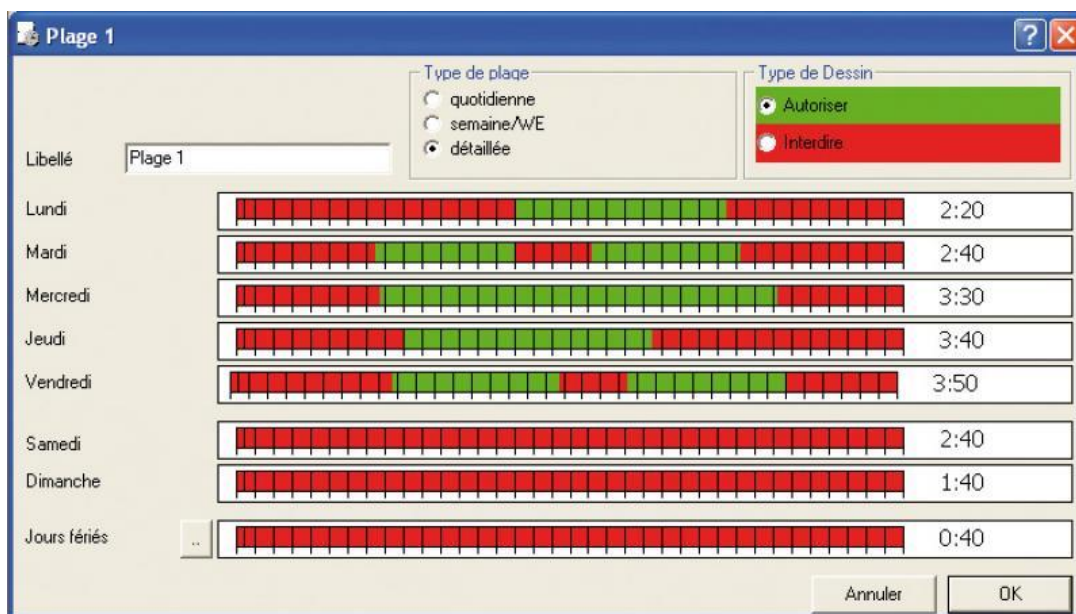 Plage 1
Type de plage
quotidienne
semaine/WE
détaillée
Type de Dessin
Autoriser
Interdire
Libellé Plage 1
Lundi 2:20
Mardi 2:40
Mercredi 3:30
Jeudi 3:40
Vendredi 3:50
Samedi 2:40
Dimanche 1:40
Jours fériés .. 0:40
Annuler OK